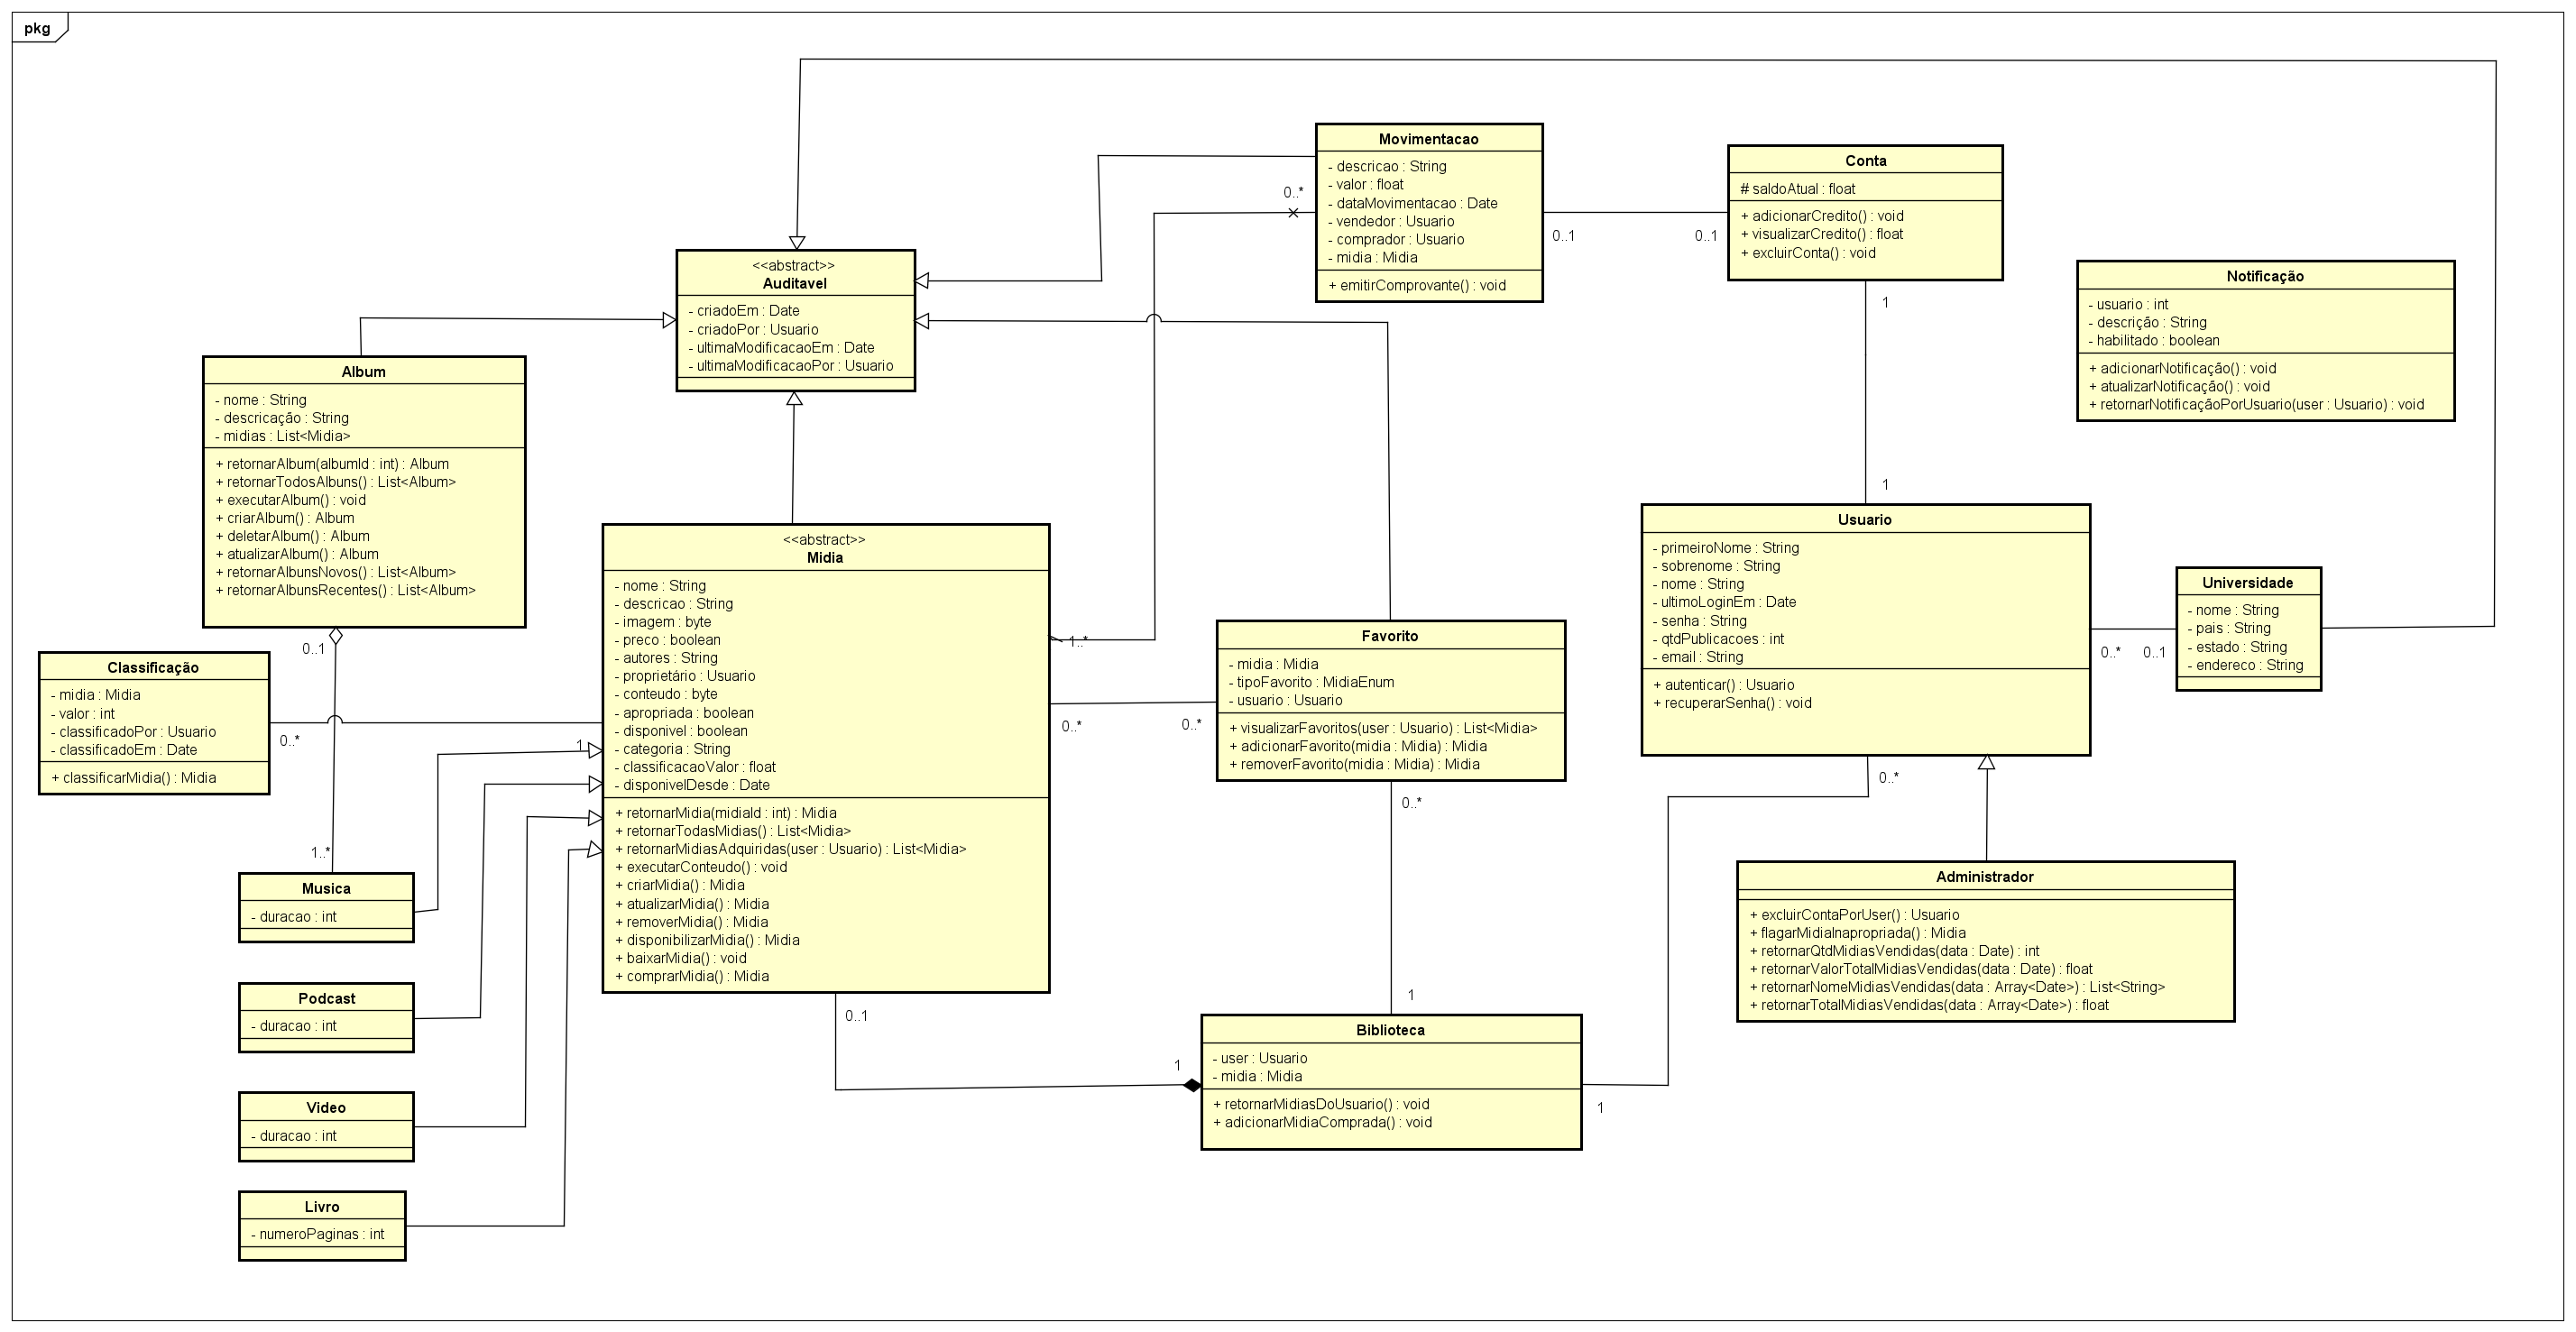 pkg
Movimentacao
- descricao : String
- valor : float
- dataMovimentacao : Date
- vendedor : Usuario
- comprador : Usuario
- midia : Midia
+ emitirComprovante() : void
0..*
0..1
0..1
Conta
# saldoAtual : float
+ adicionarCredito() : void
+ visualizarCredito() : float
+ excluirConta() : void
1
1
<<abstract>>
Auditavel
- criadoEm : Date
- criadoPor : Usuario
- ultimaModificacaoEm : Date
- ultimaModificacaoPor : Usuario
Notificação
- usuario : int
- descrição : String
- habilitado : boolean
+ adicionarNotificação() : void
+ atualizarNotificação() : void
+ retornarNotificaçãoPorUsuario(user : Usuario) : void
Album
- nome : String
- descricação : String
- midias : List<Midia>
+ retornarAlbum(albumId : int) : Album
+ retornarTodosAlbuns() : List<Album>
+ executarAlbum() : void
+ criarAlbum() : Album
+ deletarAlbum() : Album
+ atualizarAlbum() : Album
+ retornarAlbunsNovos() : List<Album>
+ retornarAlbunsRecentes() : List<Album>
0..1
1..*
<<abstract>>
Midia
- nome : String
- descricao : String
- imagem : byte
- preco : boolean
- autores : String
- proprietário : Usuario
- conteudo : byte
- apropriada : boolean
- disponivel : boolean
- categoria : String
- classificacaoValor : float
- disponivelDesde : Date
+ retornarMidia(midiaId : int) : Midia
+ retornarTodasMidias() : List<Midia>
+ retornarMidiasAdquiridas(user : Usuario) : List<Midia>
+ executarConteudo() : void
+ criarMidia() : Midia
+ atualizarMidia() : Midia
+ removerMidia() : Midia
+ disponibilizarMidia() : Midia
+ baixarMidia() : void
+ comprarMidia() : Midia
1..*
0..*
0..*
0..1
1
Usuario
- primeiroNome : String
- sobrenome : String
- nome : String
- ultimoLoginEm : Date
- senha : String
- qtdPublicacoes : int
- email : String
+ autenticar() : Usuario
+ recuperarSenha() : void
0..*
0..1
0..*
Universidade
- nome : String
- pais : String
- estado : String
- endereco : String
Favorito
- midia : Midia
- tipoFavorito : MidiaEnum
- usuario : Usuario
+ visualizarFavoritos(user : Usuario) : List<Midia>
+ adicionarFavorito(midia : Midia) : Midia
+ removerFavorito(midia : Midia) : Midia
0..*
1
Classificação
- midia : Midia
- valor : int
- classificadoPor : Usuario
- classificadoEm : Date
+ classificarMidia() : Midia
0..*
1
Musica
- duracao : int
Podcast
- duracao : int
Video
- duracao : int
Livro
- numeroPaginas : int
Administrador
+ excluirContaPorUser() : Usuario
+ flagarMidiaInapropriada() : Midia
+ retornarQtdMidiasVendidas(data : Date) : int
+ retornarValorTotalMidiasVendidas(data : Date) : float
+ retornarNomeMidiasVendidas(data : Array<Date>) : List<String>
+ retornarTotalMidiasVendidas(data : Array<Date>) : float
Biblioteca
- user : Usuario
- midia : Midia
+ retornarMidiasDoUsuario() : void
+ adicionarMidiaComprada() : void
1